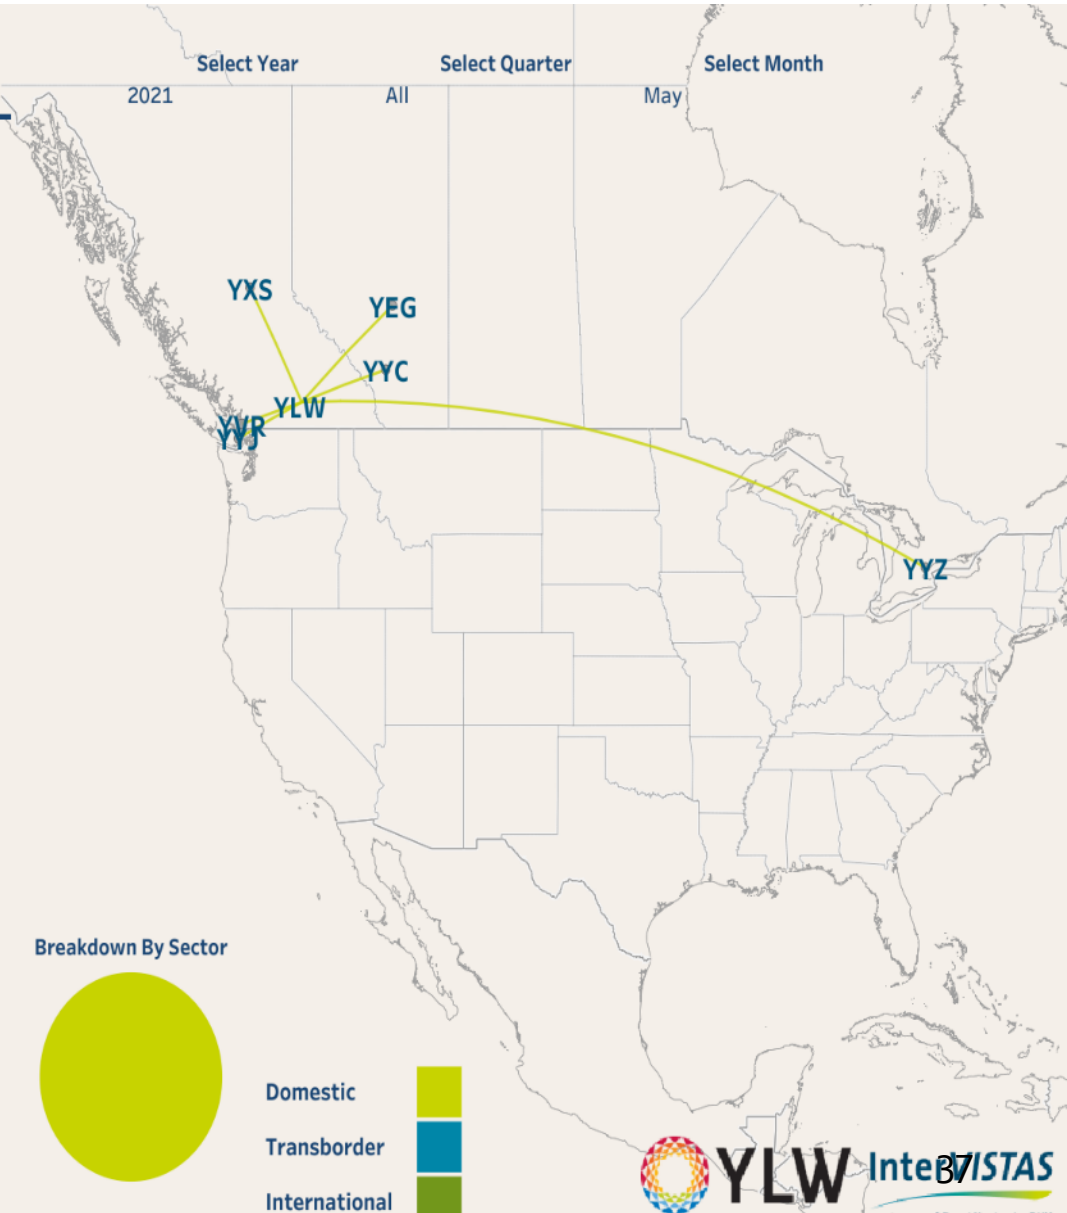 Select Year Select Quarter Select Month
2021 All May
YXS
YEG
YYC
YLW
YVR
YYJ
YYZ
Breakdown By Sector
Domestic
Transborder
International
YLW InterVISTAS
37